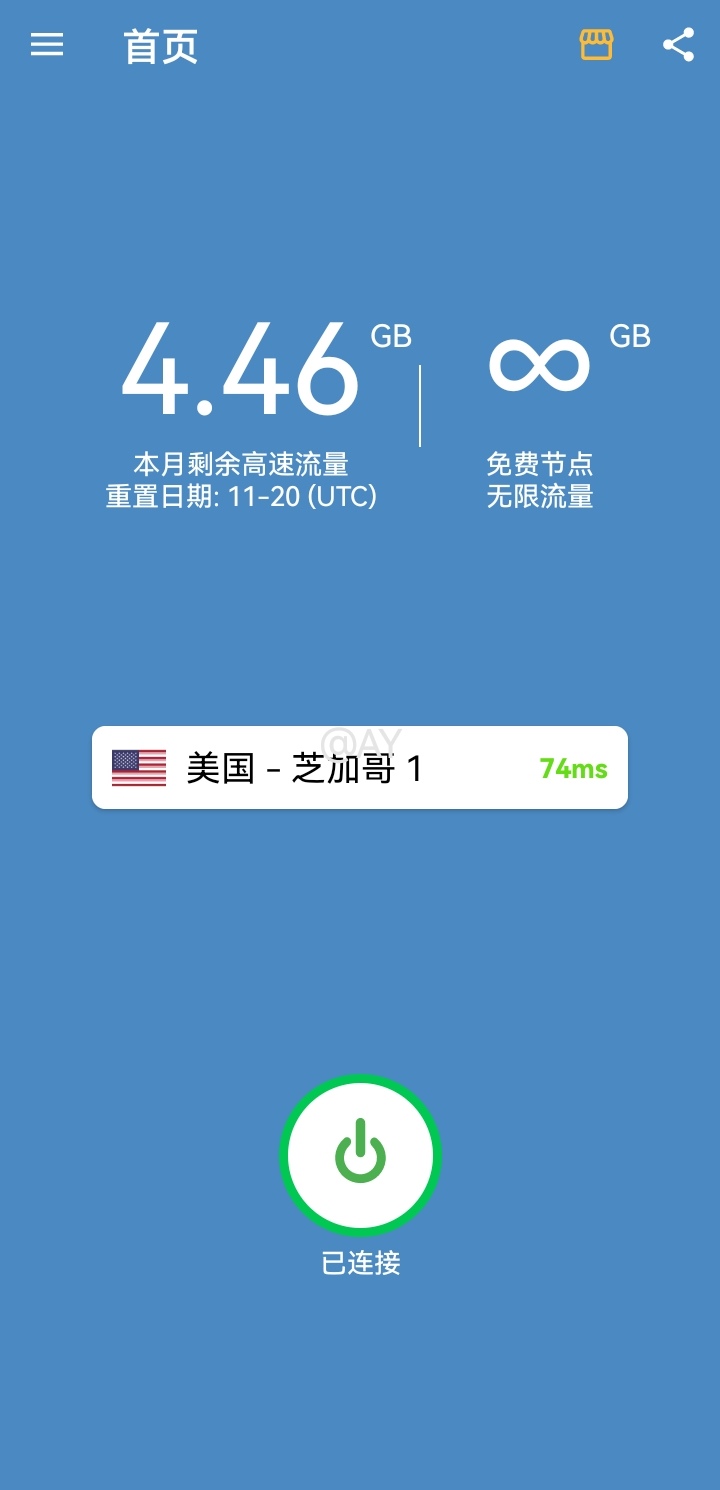 首页
4.46 GB
∞ GB
本月剩余高速流量
重置日期: 11-20 (UTC)
免费节点
无限流量
@AY
美国 - 芝加哥 1
74ms
已连接